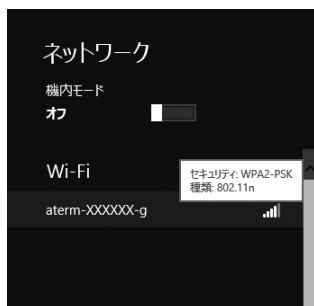 ネットワーク
機内モード
オフ
Wi-Fi
セキュリティ: WPA2-PSK
種類: 802.11n
aterm-XXXXXX-g